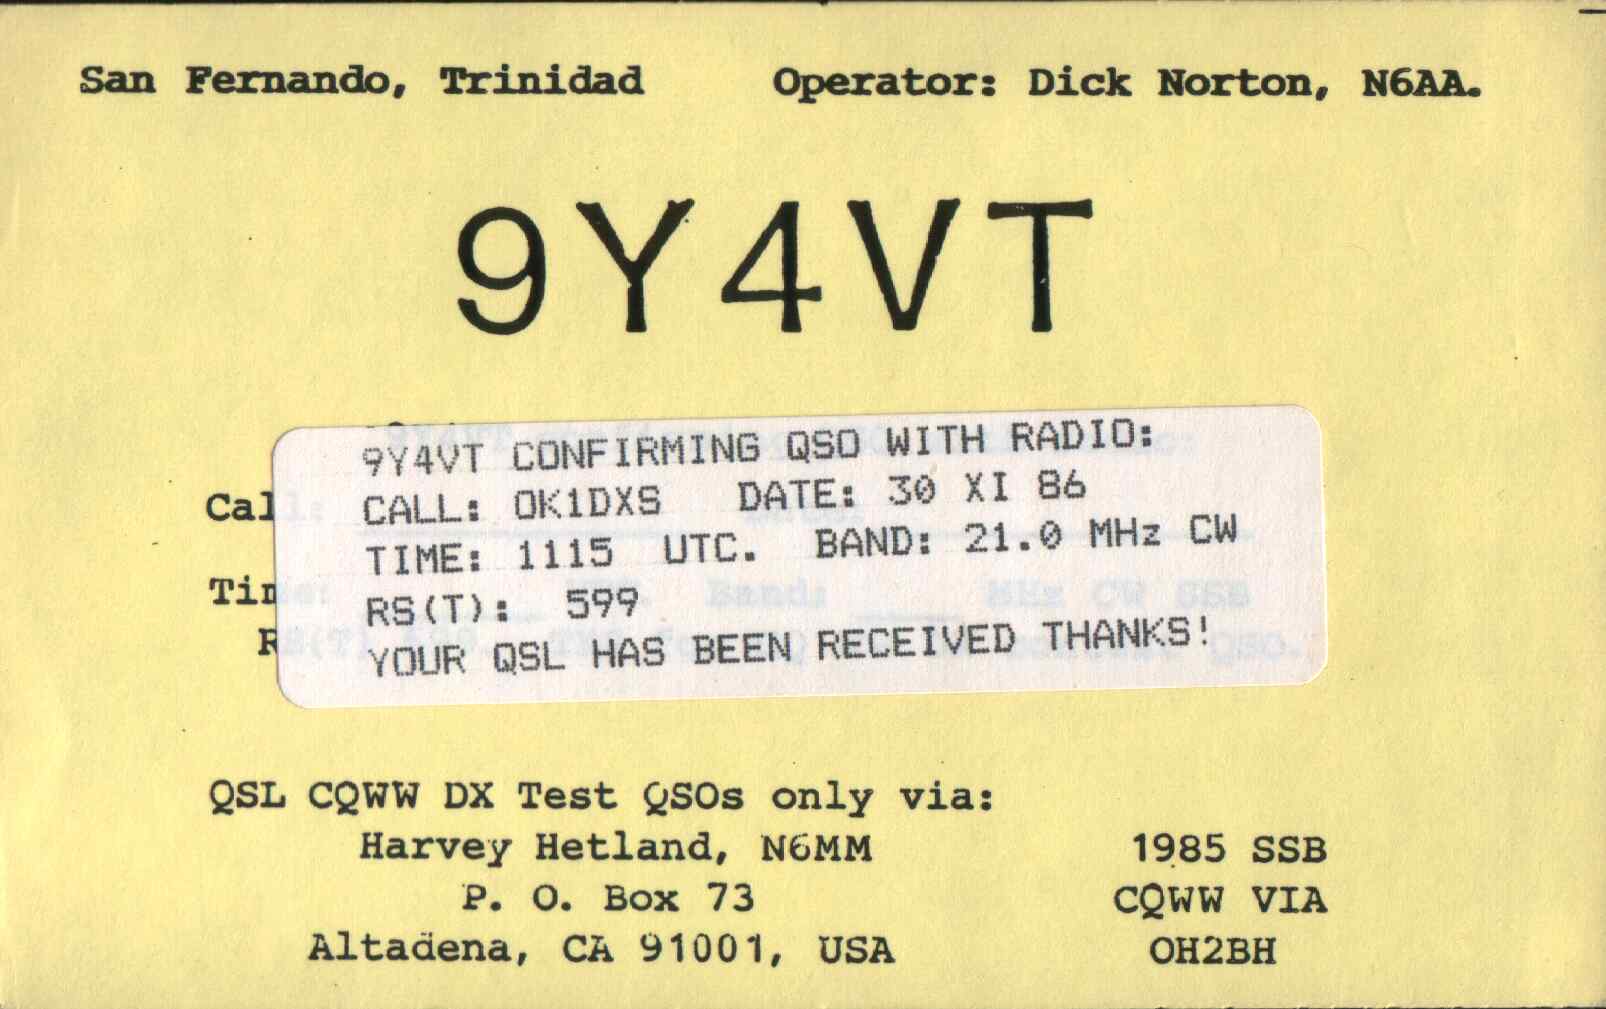 San Fernando, Trinidad Operator: Dick Norton, N6AA.
9Y4VT
9Y4VT CONFIRMING QSO WITH RADIO:
CALL: OK1DXS DATE: 30 XI 86
TIME: 1115 UTC. BAND: 21.0 MHz CW
RS(T): 599
YOUR QSL HAS BEEN RECEIVED THANKS!
QSL CQWW DX Test QSOs only via:
Harvey Hetland, N6MM 1985 SSB
P. O. Box 73 CQWW VIA
Altadena, CA 91001, USA OH2BH